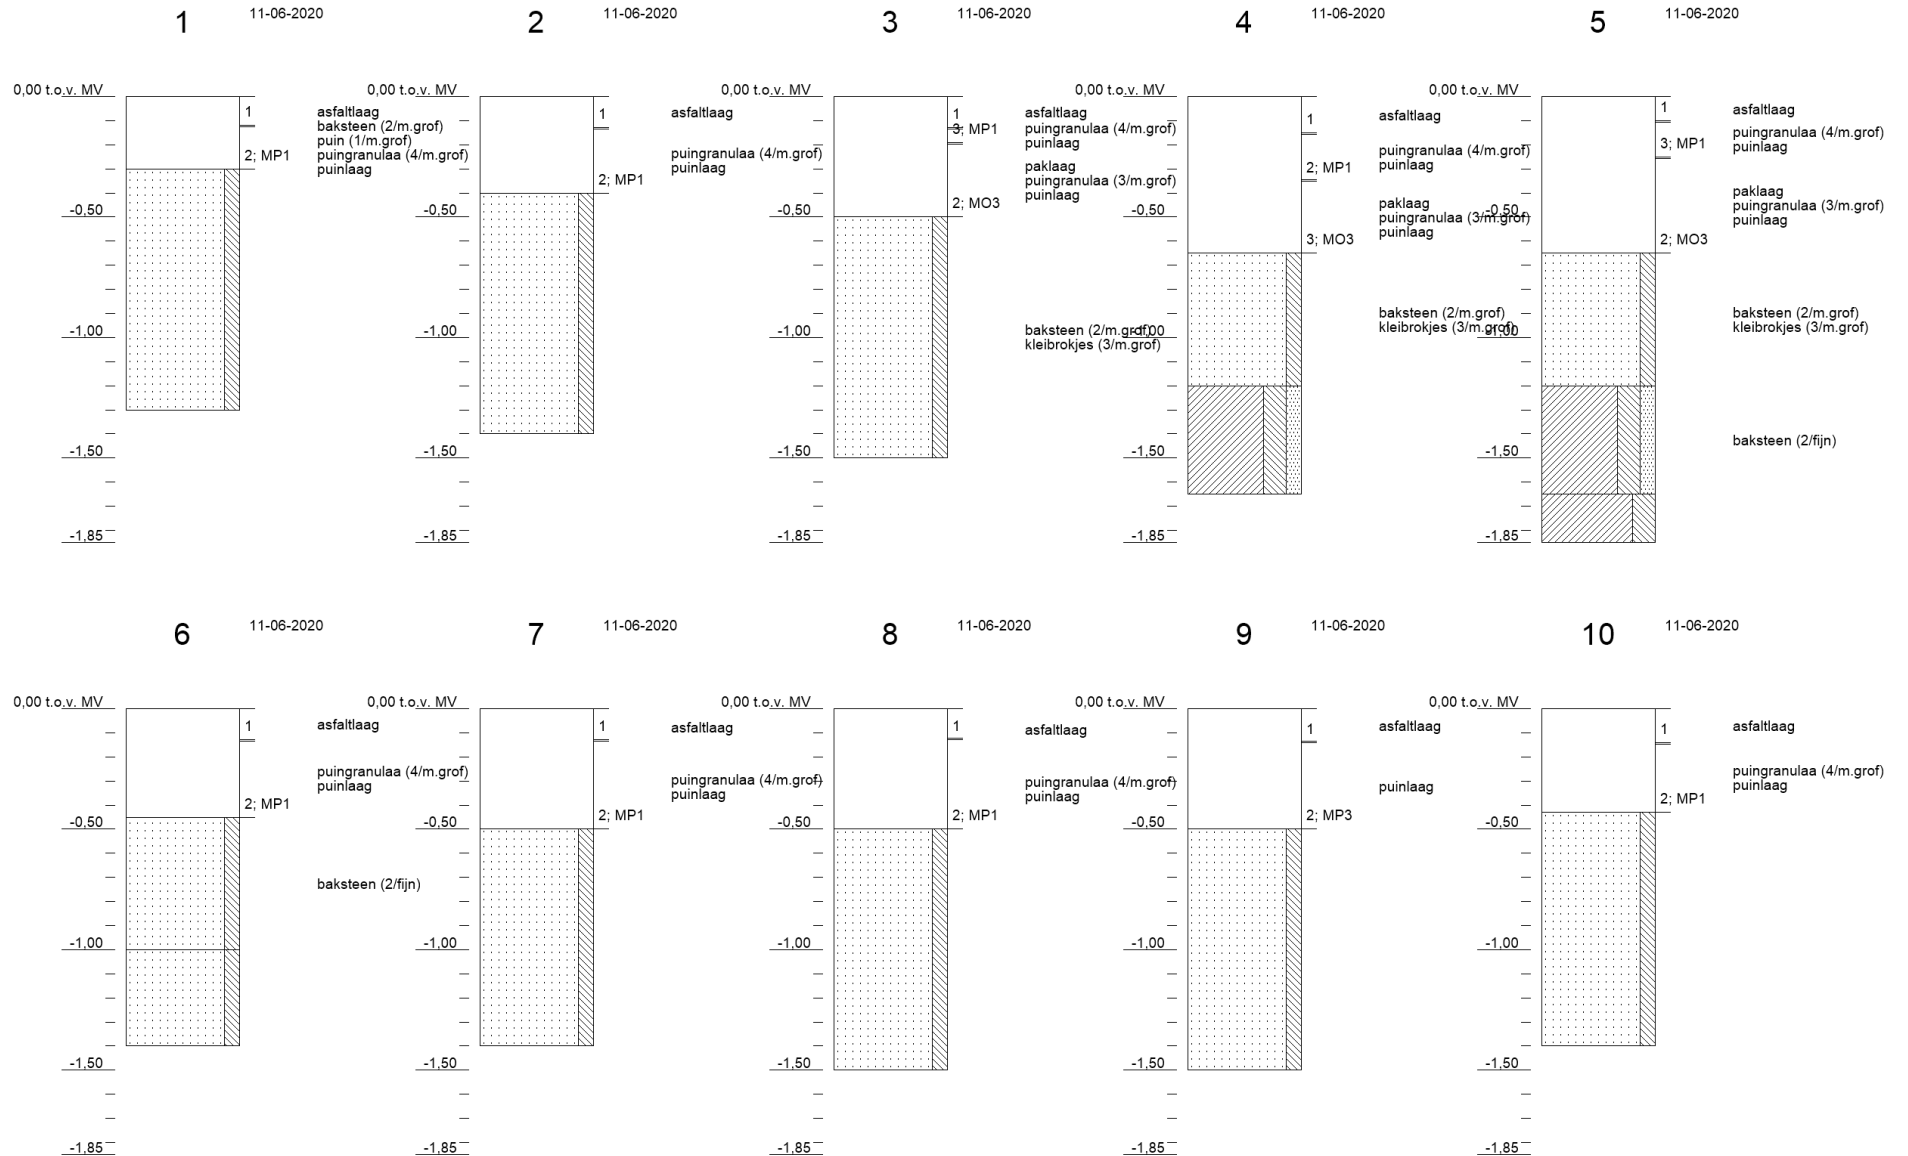 1 11-06-2020
0,00 t.o.v. MV
1
2; MP1
asfaltlaag
baksteen (2/m.grof)
puin (1/m.grof)
puingranulaa (4/m.grof)
puinlaag
-0,50
-1,00
-1,50
-1,85
2 11-06-2020
0,00 t.o.v. MV
1
2; MP1
asfaltlaag
puingranulaa (4/m.grof)
puinlaag
-0,50
-1,00
-1,50
-1,85
3 11-06-2020
0,00 t.o.v. MV
1
3; MP1
2; MO3
asfaltlaag
puingranulaa (4/m.grof)
puinlaag
paklaag
puingranulaa (3/m.grof)
puinlaag
baksteen (2/m.grof)
kleibrokjes (3/m.grof)
-0,50
-1,00
-1,50
-1,85
4 11-06-2020
0,00 t.o.v. MV
1
2; MP1
3; MO3
asfaltlaag
puingranulaa (4/m.grof)
puinlaag
paklaag
puingranulaa (3/m.grof)
puinlaag
baksteen (2/m.grof)
kleibrokjes (3/m.grof)
-0,50
-1,00
-1,50
-1,85
5 11-06-2020
0,00 t.o.v. MV
1
3; MP1
2; MO3
asfaltlaag
puingranulaa (4/m.grof)
puinlaag
paklaag
puingranulaa (3/m.grof)
puinlaag
baksteen (2/m.grof)
kleibrokjes (3/m.grof)
baksteen (2/fijn)
-0,50
-1,00
-1,50
-1,85
6 11-06-2020
0,00 t.o.v. MV
1
2; MP1
asfaltlaag
puingranulaa (4/m.grof)
puinlaag
baksteen (2/fijn)
-0,50
-1,00
-1,50
-1,85
7 11-06-2020
0,00 t.o.v. MV
1
2; MP1
asfaltlaag
puingranulaa (4/m.grof)
puinlaag
-0,50
-1,00
-1,50
-1,85
8 11-06-2020
0,00 t.o.v. MV
1
2; MP1
asfaltlaag
puingranulaa (4/m.grof)
puinlaag
-0,50
-1,00
-1,50
-1,85
9 11-06-2020
0,00 t.o.v. MV
1
2; MP3
asfaltlaag
puinlaag
-0,50
-1,00
-1,50
-1,85
10 11-06-2020
0,00 t.o.v. MV
1
2; MP1
asfaltlaag
puingranulaa (4/m.grof)
puinlaag
-0,50
-1,00
-1,50
-1,85